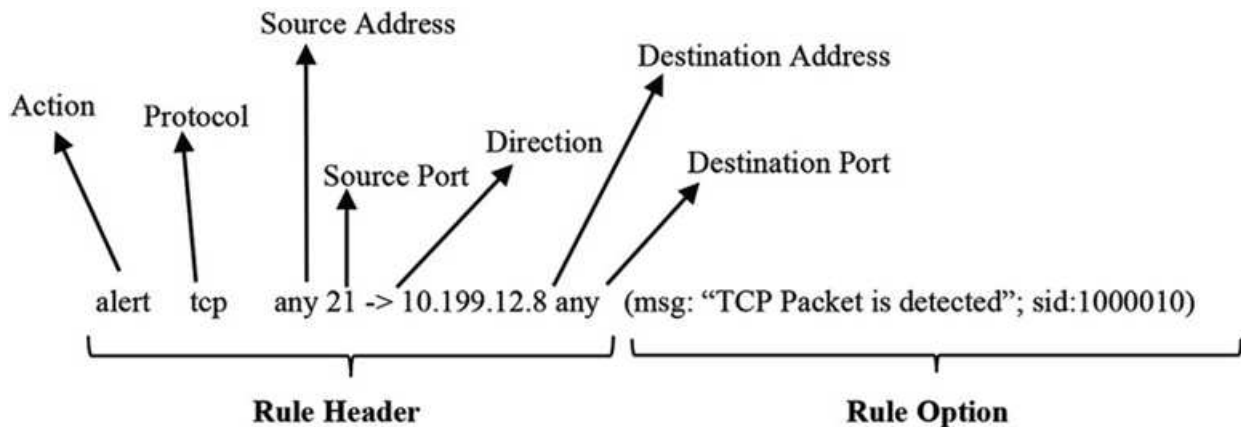 Source Address
Destination Address
Action
Protocol
Direction
Destination Port
Source Port
alert tcp any 21 -> 10.199.12.8 any (msg: “TCP Packet is detected”; sid:1000010)
Rule Header Rule Option